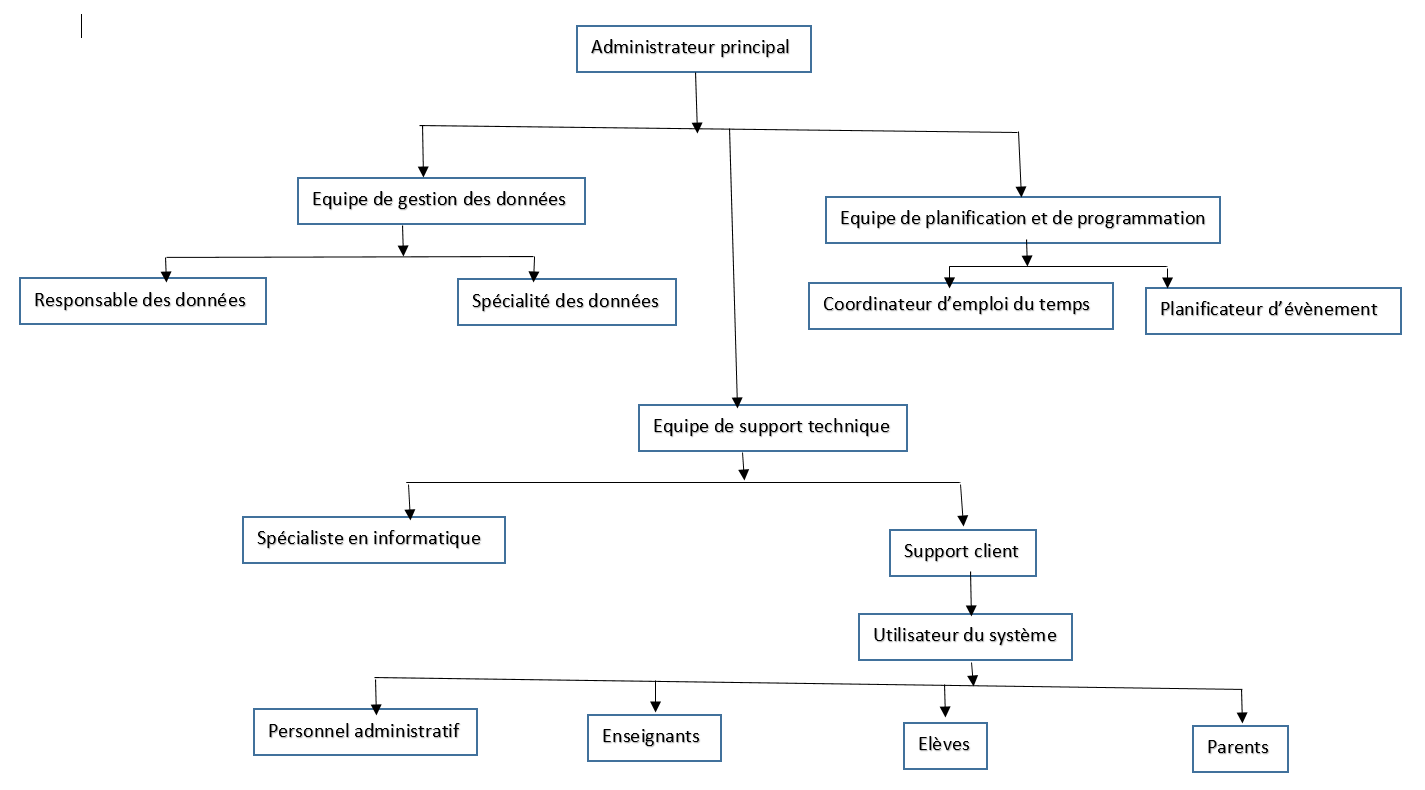 Administrateur principal
Equipe de gestion des données
Equipe de planification et de programmation
Responsable des données
Spécialité des données
Coordinateur d’emploi du temps
Planificateur d’évènement
Equipe de support technique
Spécialiste en informatique
Support client
Utilisateur du système
Personnel administratif
Enseignants
Elèves
Parents